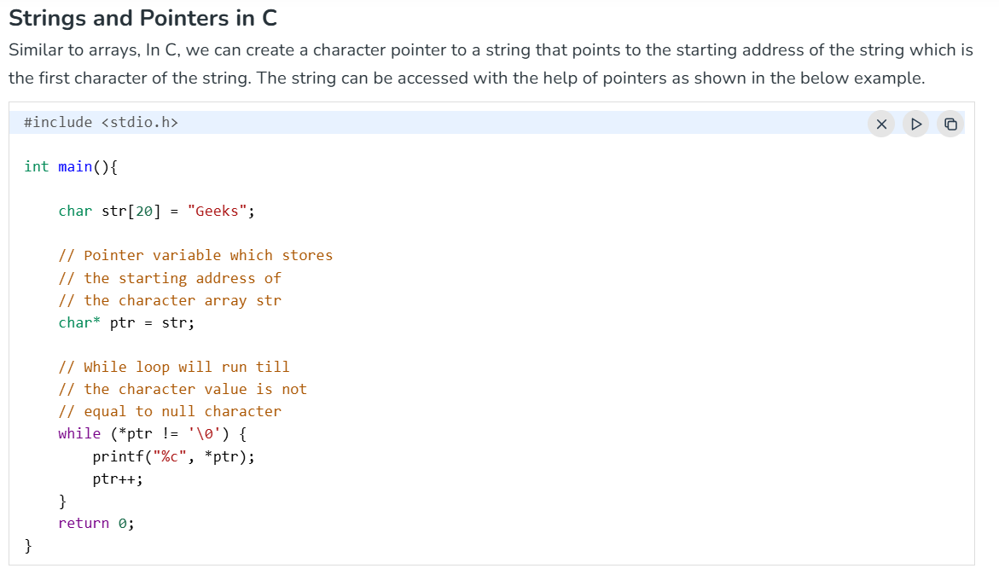 Strings and Pointers in C
Similar to arrays, In C, we can create a character pointer to a string that points to the starting address of the string which is
the first character of the string. The string can be accessed with the help of pointers as shown in the below example.
#include <stdio.h>
int main(){
char str[20] = "Geeks";
// Pointer variable which stores
// the starting address of
// the character array str
char* ptr = str;
// While loop will run till
// the character value is not
// equal to null character
while (*ptr != '\0') {
printf("%c", *ptr);
ptr++;
}
return 0;
}